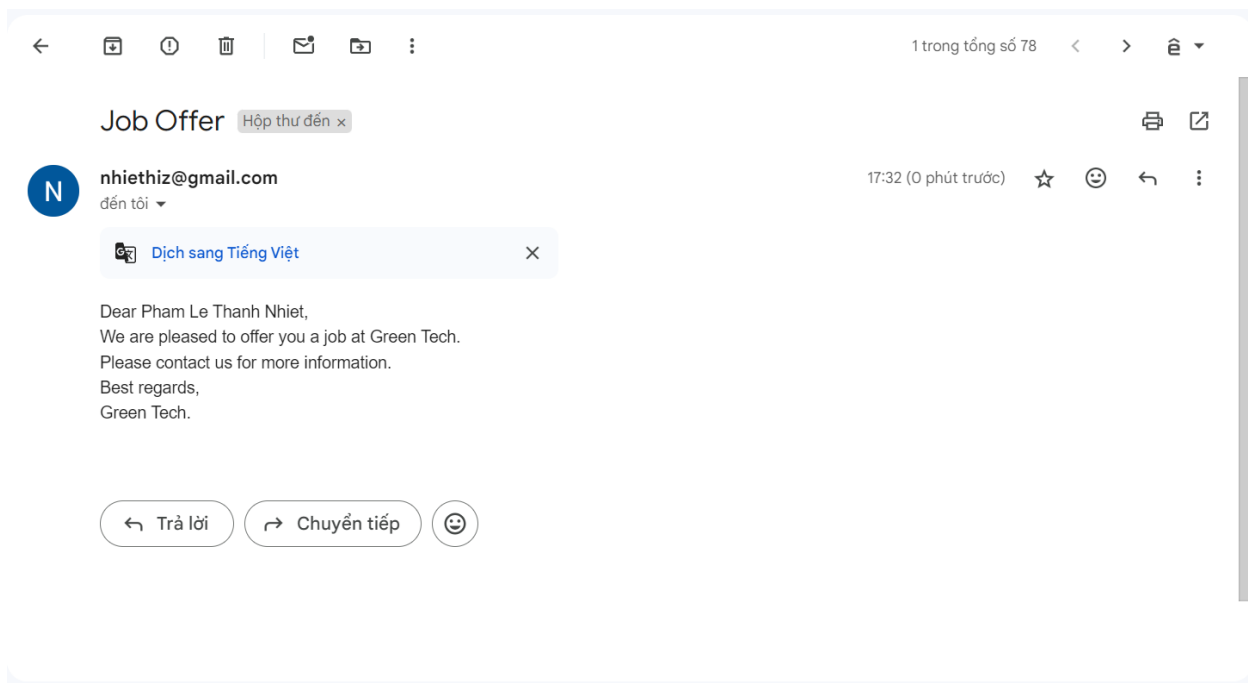 1 trong tổng số 78
Job Offer Hộp thư đến ×
N
nhiethiz@gmail.com 17:32 (0 phút trước)
đến tôi
Dịch sang Tiếng Việt
Dear Pham Le Thanh Nhiet,
We are pleased to offer you a job at Green Tech.
Please contact us for more information.
Best regards,
Green Tech.
Trả lời Chuyển tiếp